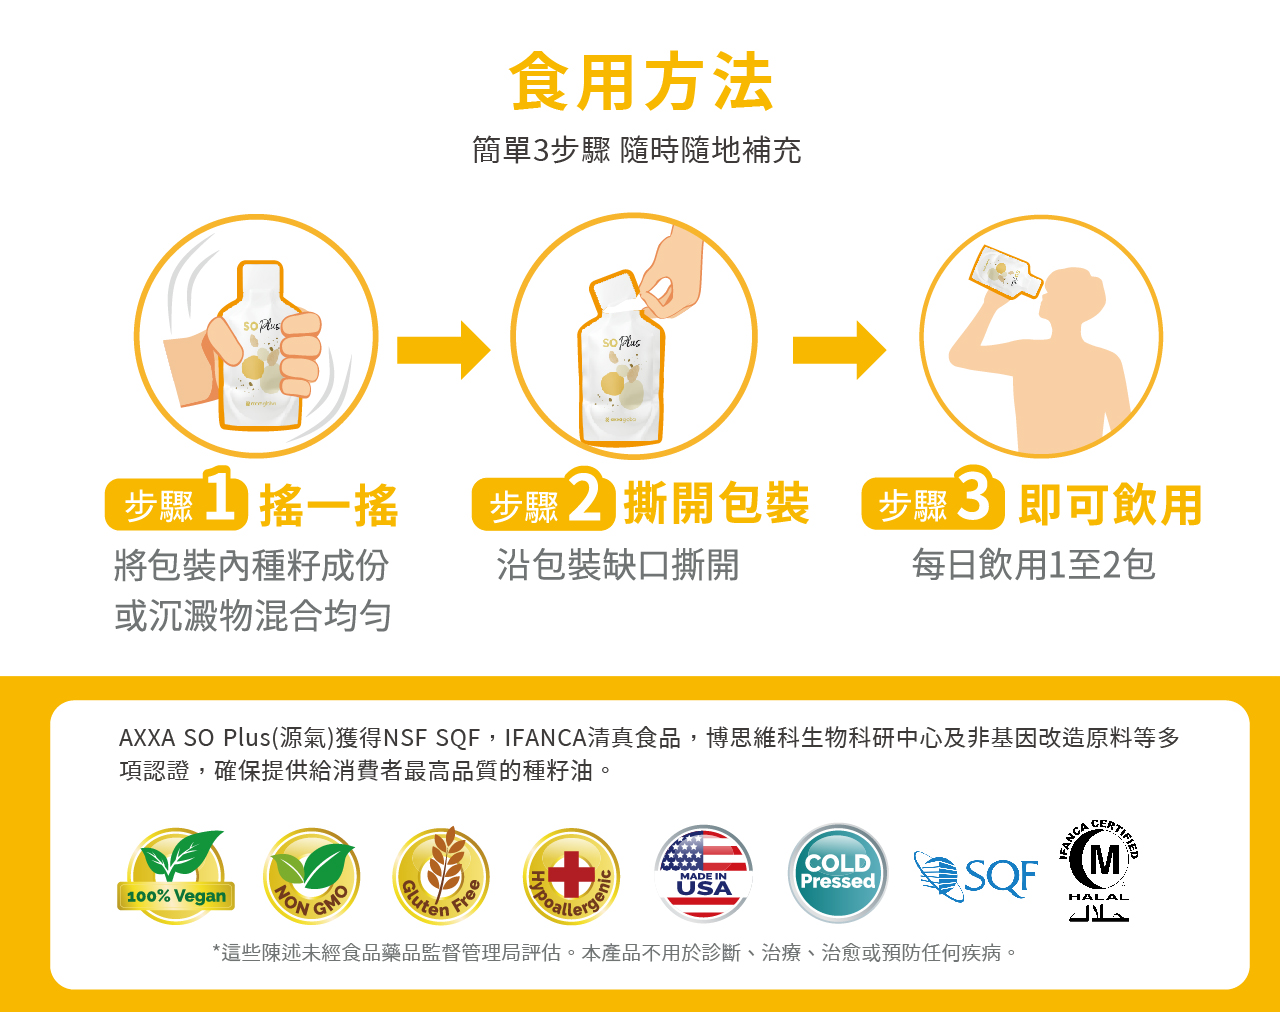 食用方法
簡單3步驟 隨時隨地補充
SO Plus
SO Plus
步驟 1 搖一搖
將包裝內種籽成份
或沉澱物混合均勻
步驟 2 撕開包裝
沿包裝缺口撕開
步驟 3 即可飲用
每日飲用1至2包
AXXA SO Plus(源氣)獲得NSF SQF，IFANCA清真食品，博思維科生物科研中心及非基因改造原料等多
項認證，確保提供給消費者最高品質的種籽油。
100% Vegan
NON GMO
Gluten Free
Hypoallergenic
MADE IN
USA
COLD
Pressed
SQF
IFANCA CERTIFIED
M
HALAL
حلال
*這些陳述未經食品藥品監督管理局評估。本產品不用於診斷、治療、治愈或預防任何疾病。